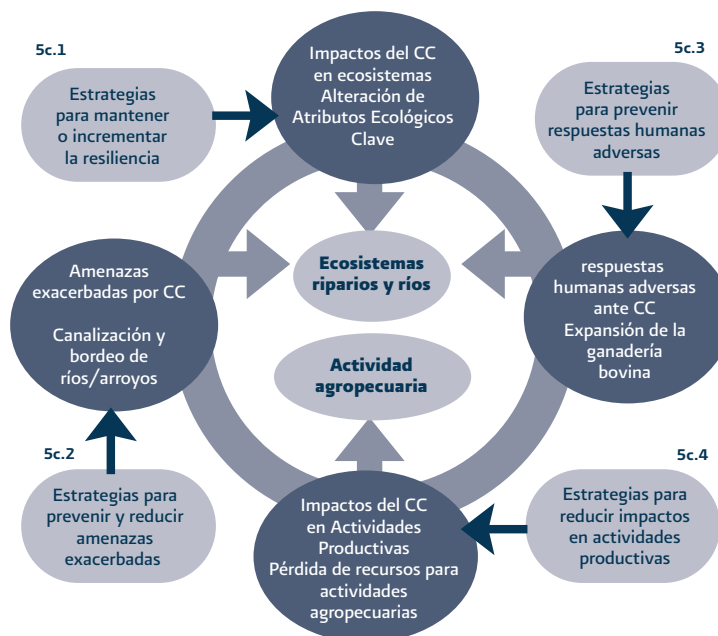 5c.1
Estrategias
para mantener
o incrementar
la resiliencia
Impactos del CC
en ecosistemas
Alteración de
Atributos Ecológicos
Clave
5c.3
Estrategias
para prevenir
respuestas humanas
adversas
Amenazas
exacerbadas por CC
Canalización y
bordeo de
ríos/arroyos
Ecosistemas
riparios y ríos
Actividad
agropecuaria
respuestas
humanas adversas
ante CC
Expansión de la
ganadería
bovina
5c.2
Estrategias para
prevenir y reducir
amenazas
exacerbadas
Impactos del CC
en Actividades
Productivas
Pérdida de recursos para
actividades
agropecuarias
5c.4
Estrategias para
reducir impactos
en actividades
productivas